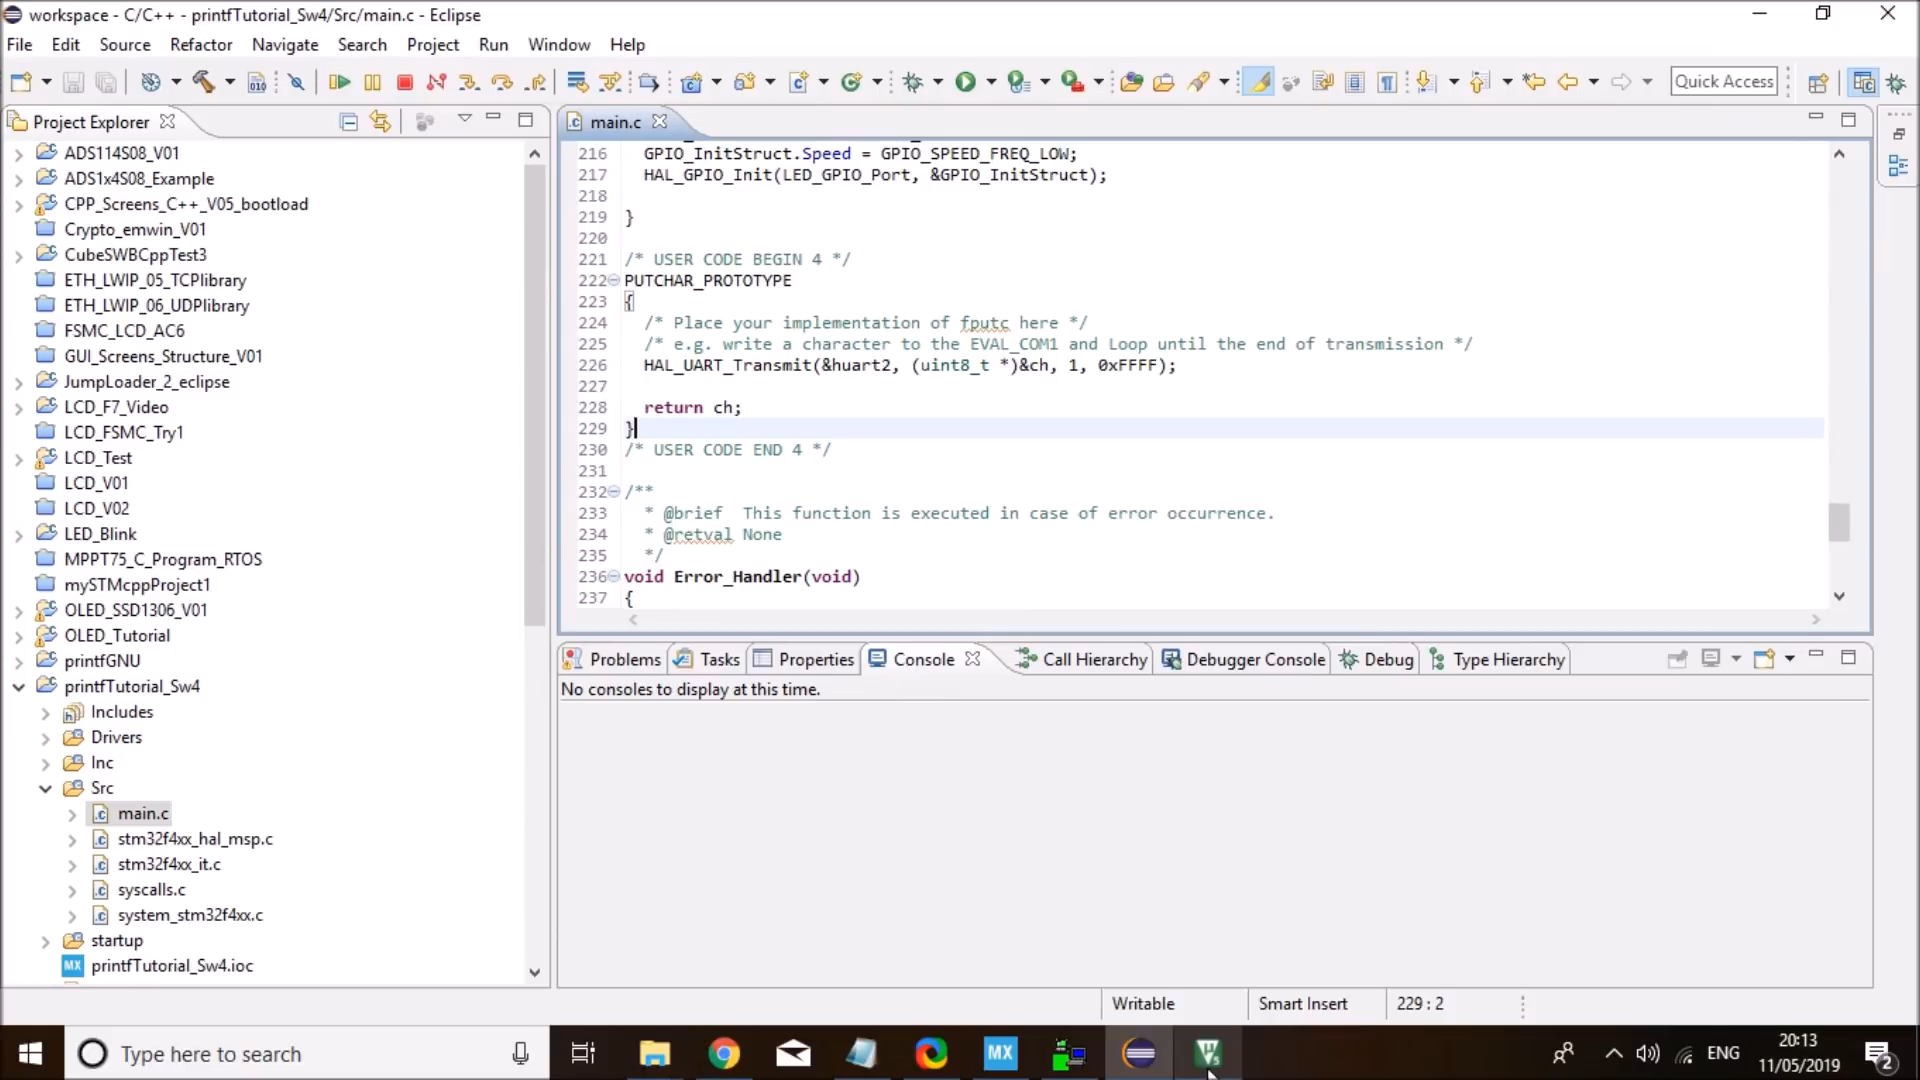 workspace - C/C++ - printfTutorial_Sw4/Src/main.c - Eclipse
File Edit Source Refactor Navigate Search Project Run Window Help
010
Quick Access
Project Explorer
ADS114S08_V01
ADS1x4S08_Example
CPP_Screens_C++_V05_bootload
Crypto_emwin_V01
CubeSWBCppTest3
ETH_LWIP_05_TCPlibrary
ETH_LWIP_06_UDPlibrary
FSMC_LCD_AC6
GUI_Screens_Structure_V01
JumpLoader_2_eclipse
LCD_F7_Video
LCD_FSMC_Try1
LCD_Test
LCD_V01
LCD_V02
LED_Blink
MPPT75_C_Program_RTOS
mySTMcppProject1
OLED_SSD1306_V01
OLED_Tutorial
printfGNU
printfTutorial_Sw4
Includes
Drivers
Inc
Src
main.c
stm32f4xx_hal_msp.c
stm32f4xx_it.c
syscalls.c
system_stm32f4xx.c
startup
MX printfTutorial_Sw4.ioc
main.c
216 GPIO_InitStruct.Speed = GPIO_SPEED_FREQ_LOW;
217 HAL_GPIO_Init(LED_GPIO_Port, &GPIO_InitStruct);
218
219 }
220
221 /* USER CODE BEGIN 4 */
222 PUTCHAR_PROTOTYPE
223 {
224 /* Place your implementation of fputc here */
225 /* e.g. write a character to the EVAL_COM1 and Loop until the end of transmission */
226 HAL_UART_Transmit(&huart2, (uint8_t *)&ch, 1, 0xFFFF);
227
228 return ch;
229 }
230 /* USER CODE END 4 */
231
232 /**
233 * @brief  This function is executed in case of error occurrence.
234 * @retval None
235 */
236 void Error_Handler(void)
237 {
Problems Tasks Properties Console Call Hierarchy Debugger Console Debug Type Hierarchy
No consoles to display at this time.
Writable Smart Insert 229 : 2
Type here to search
MX
ENG
20:13
11/05/2019
2